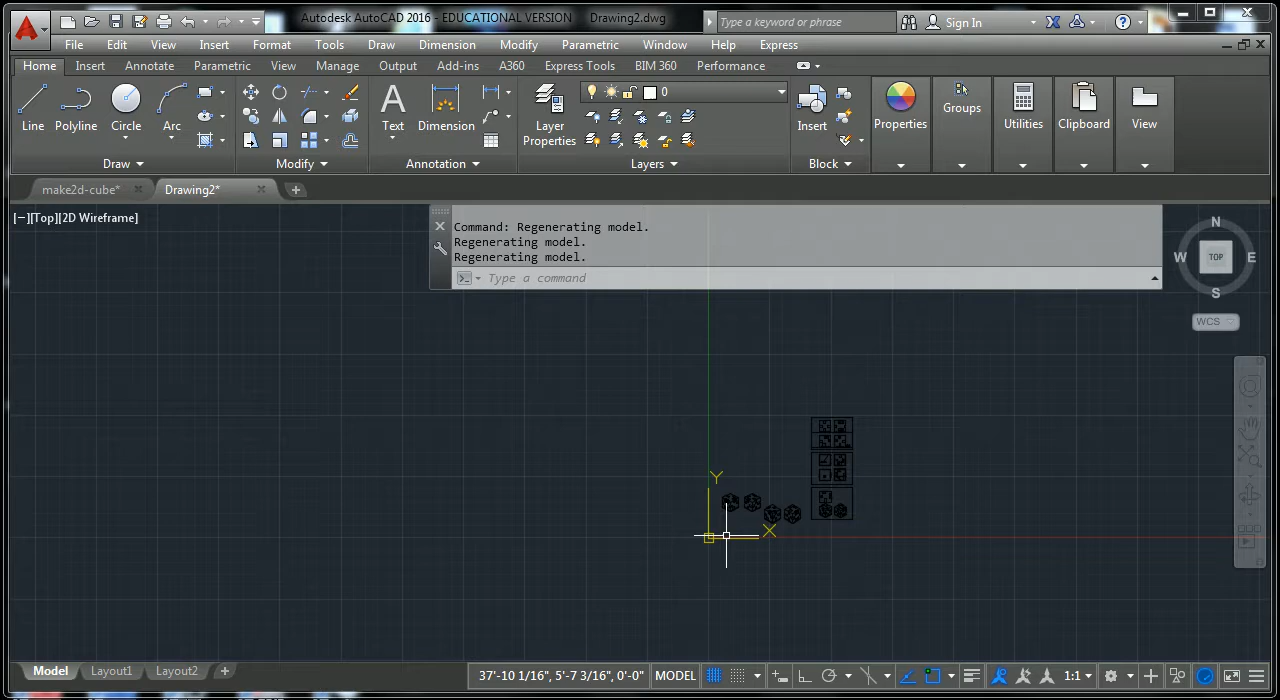 Autodesk AutoCAD 2016 - EDUCATIONAL VERSION Drawing2.dwg Type a keyword or phrase Sign In
File Edit View Insert Format Tools Draw Dimension Modify Parametric Window Help Express
Home Insert Annotate Parametric View Manage Output Add-ins A360 Express Tools BIM 360 Performance
0
Line Polyline Circle Arc Text Dimension Layer Properties Insert Properties Groups Utilities Clipboard View
Draw Modify Annotation Layers Block
make2d-cube* Drawing2*
[−][Top][2D Wireframe]
Command: Regenerating model.
Regenerating model.
Regenerating model.
Type a command
N
W TOP E
S
WCS
Y
X
Model Layout1 Layout2
37'-10 1/16", 5'-7 3/16", 0'-0" MODEL 1:1